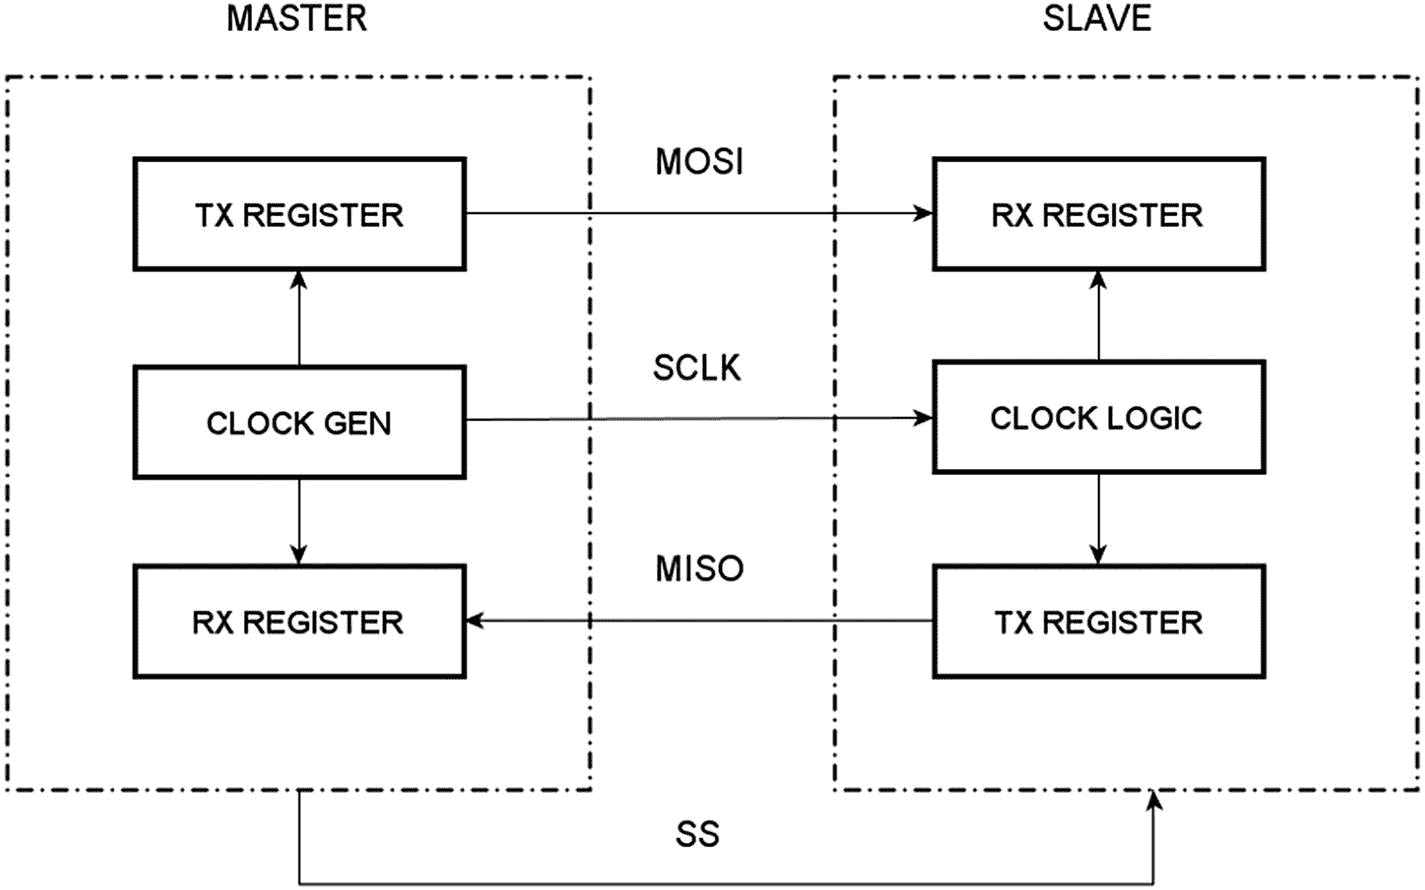 MASTER
SLAVE
MOSI
TX REGISTER
RX REGISTER
SCLK
CLOCK GEN
CLOCK LOGIC
MISO
RX REGISTER
TX REGISTER
SS